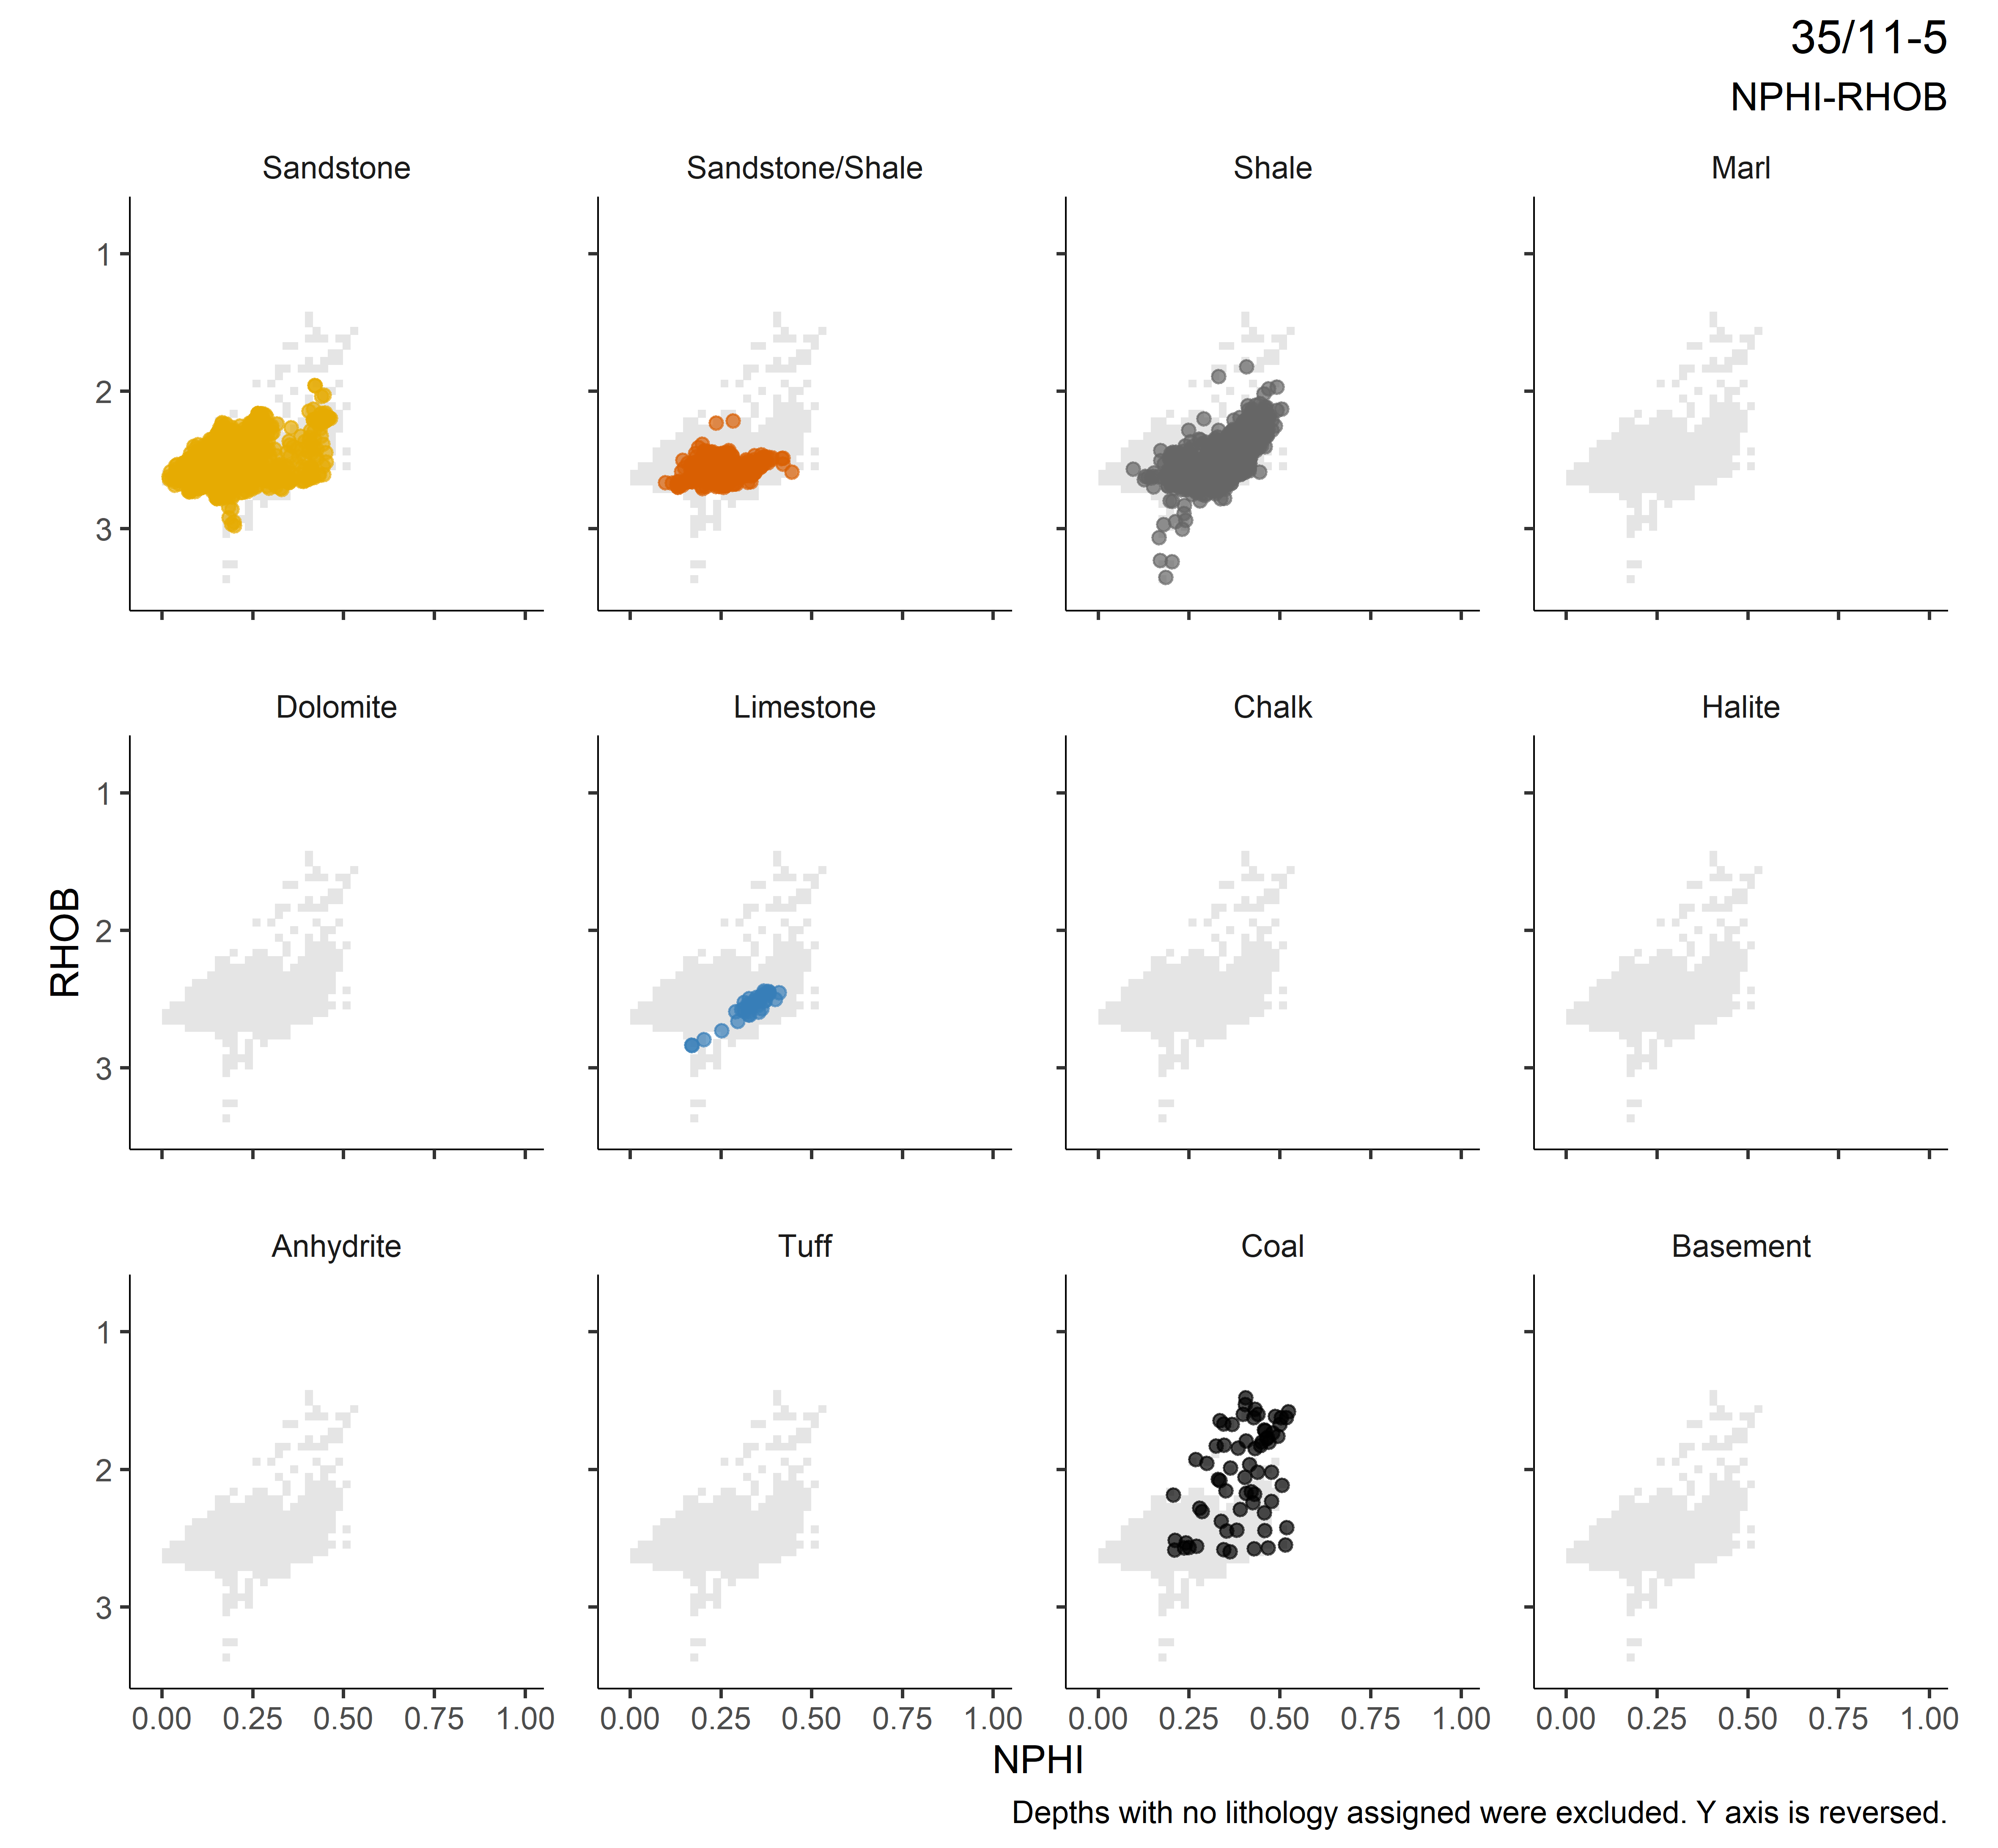 35/11-5
NPHI-RHOB
Sandstone
Sandstone/Shale
Shale
Marl
1
2
3
Dolomite
Limestone
Chalk
Halite
RHOB
1
2
3
Anhydrite
Tuff
Coal
Basement
1
2
3
0.00 0.25 0.50 0.75 1.00
0.00 0.25 0.50 0.75 1.00
0.00 0.25 0.50 0.75 1.00
0.00 0.25 0.50 0.75 1.00
NPHI
Depths with no lithology assigned were excluded. Y axis is reversed.